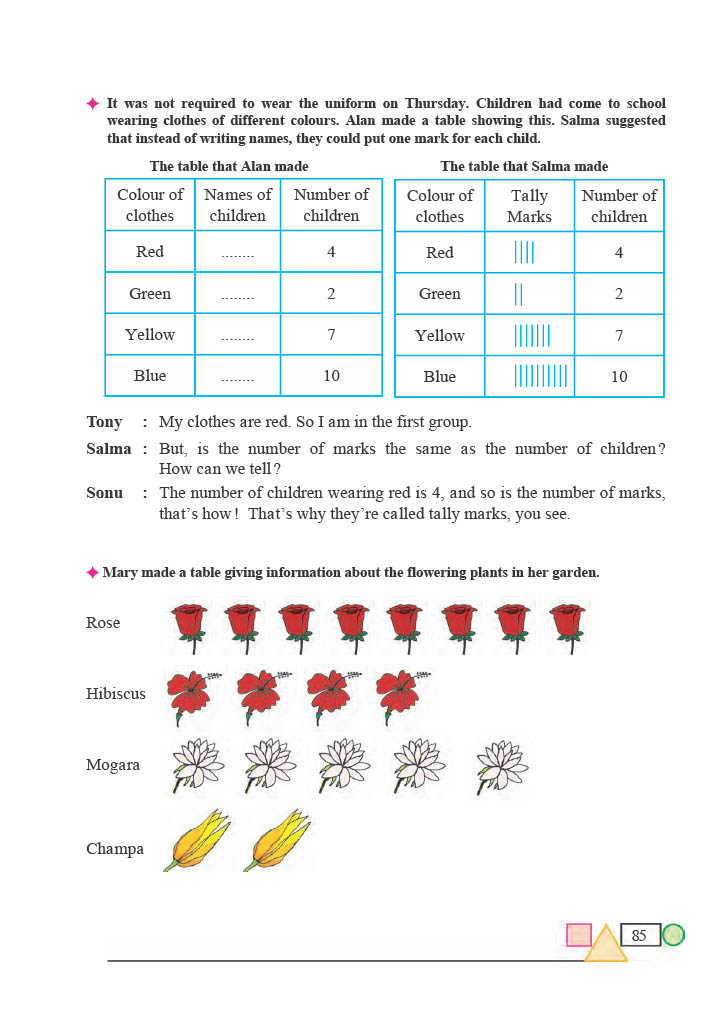 It was not required to wear the uniform on Thursday. Children had come to school
wearing clothes of different colours. Alan made a table showing this. Salma suggested
that instead of writing names, they could put one mark for each child.
The table that Alan made
Colour of clothes Names of children Number of children
Red ........ 4
Green ........ 2
Yellow ........ 7
Blue ........ 10
The table that Salma made
Colour of clothes Tally Marks Number of children
Red |||| 4
Green || 2
Yellow ||||||| 7
Blue |||||||||| 10
Tony : My clothes are red. So I am in the first group.
Salma : But, is the number of marks the same as the number of children?
How can we tell?
Sonu : The number of children wearing red is 4, and so is the number of marks,
that's how! That's why they're called tally marks, you see.
Mary made a table giving information about the flowering plants in her garden.
Rose
Hibiscus
Mogara
Champa
85